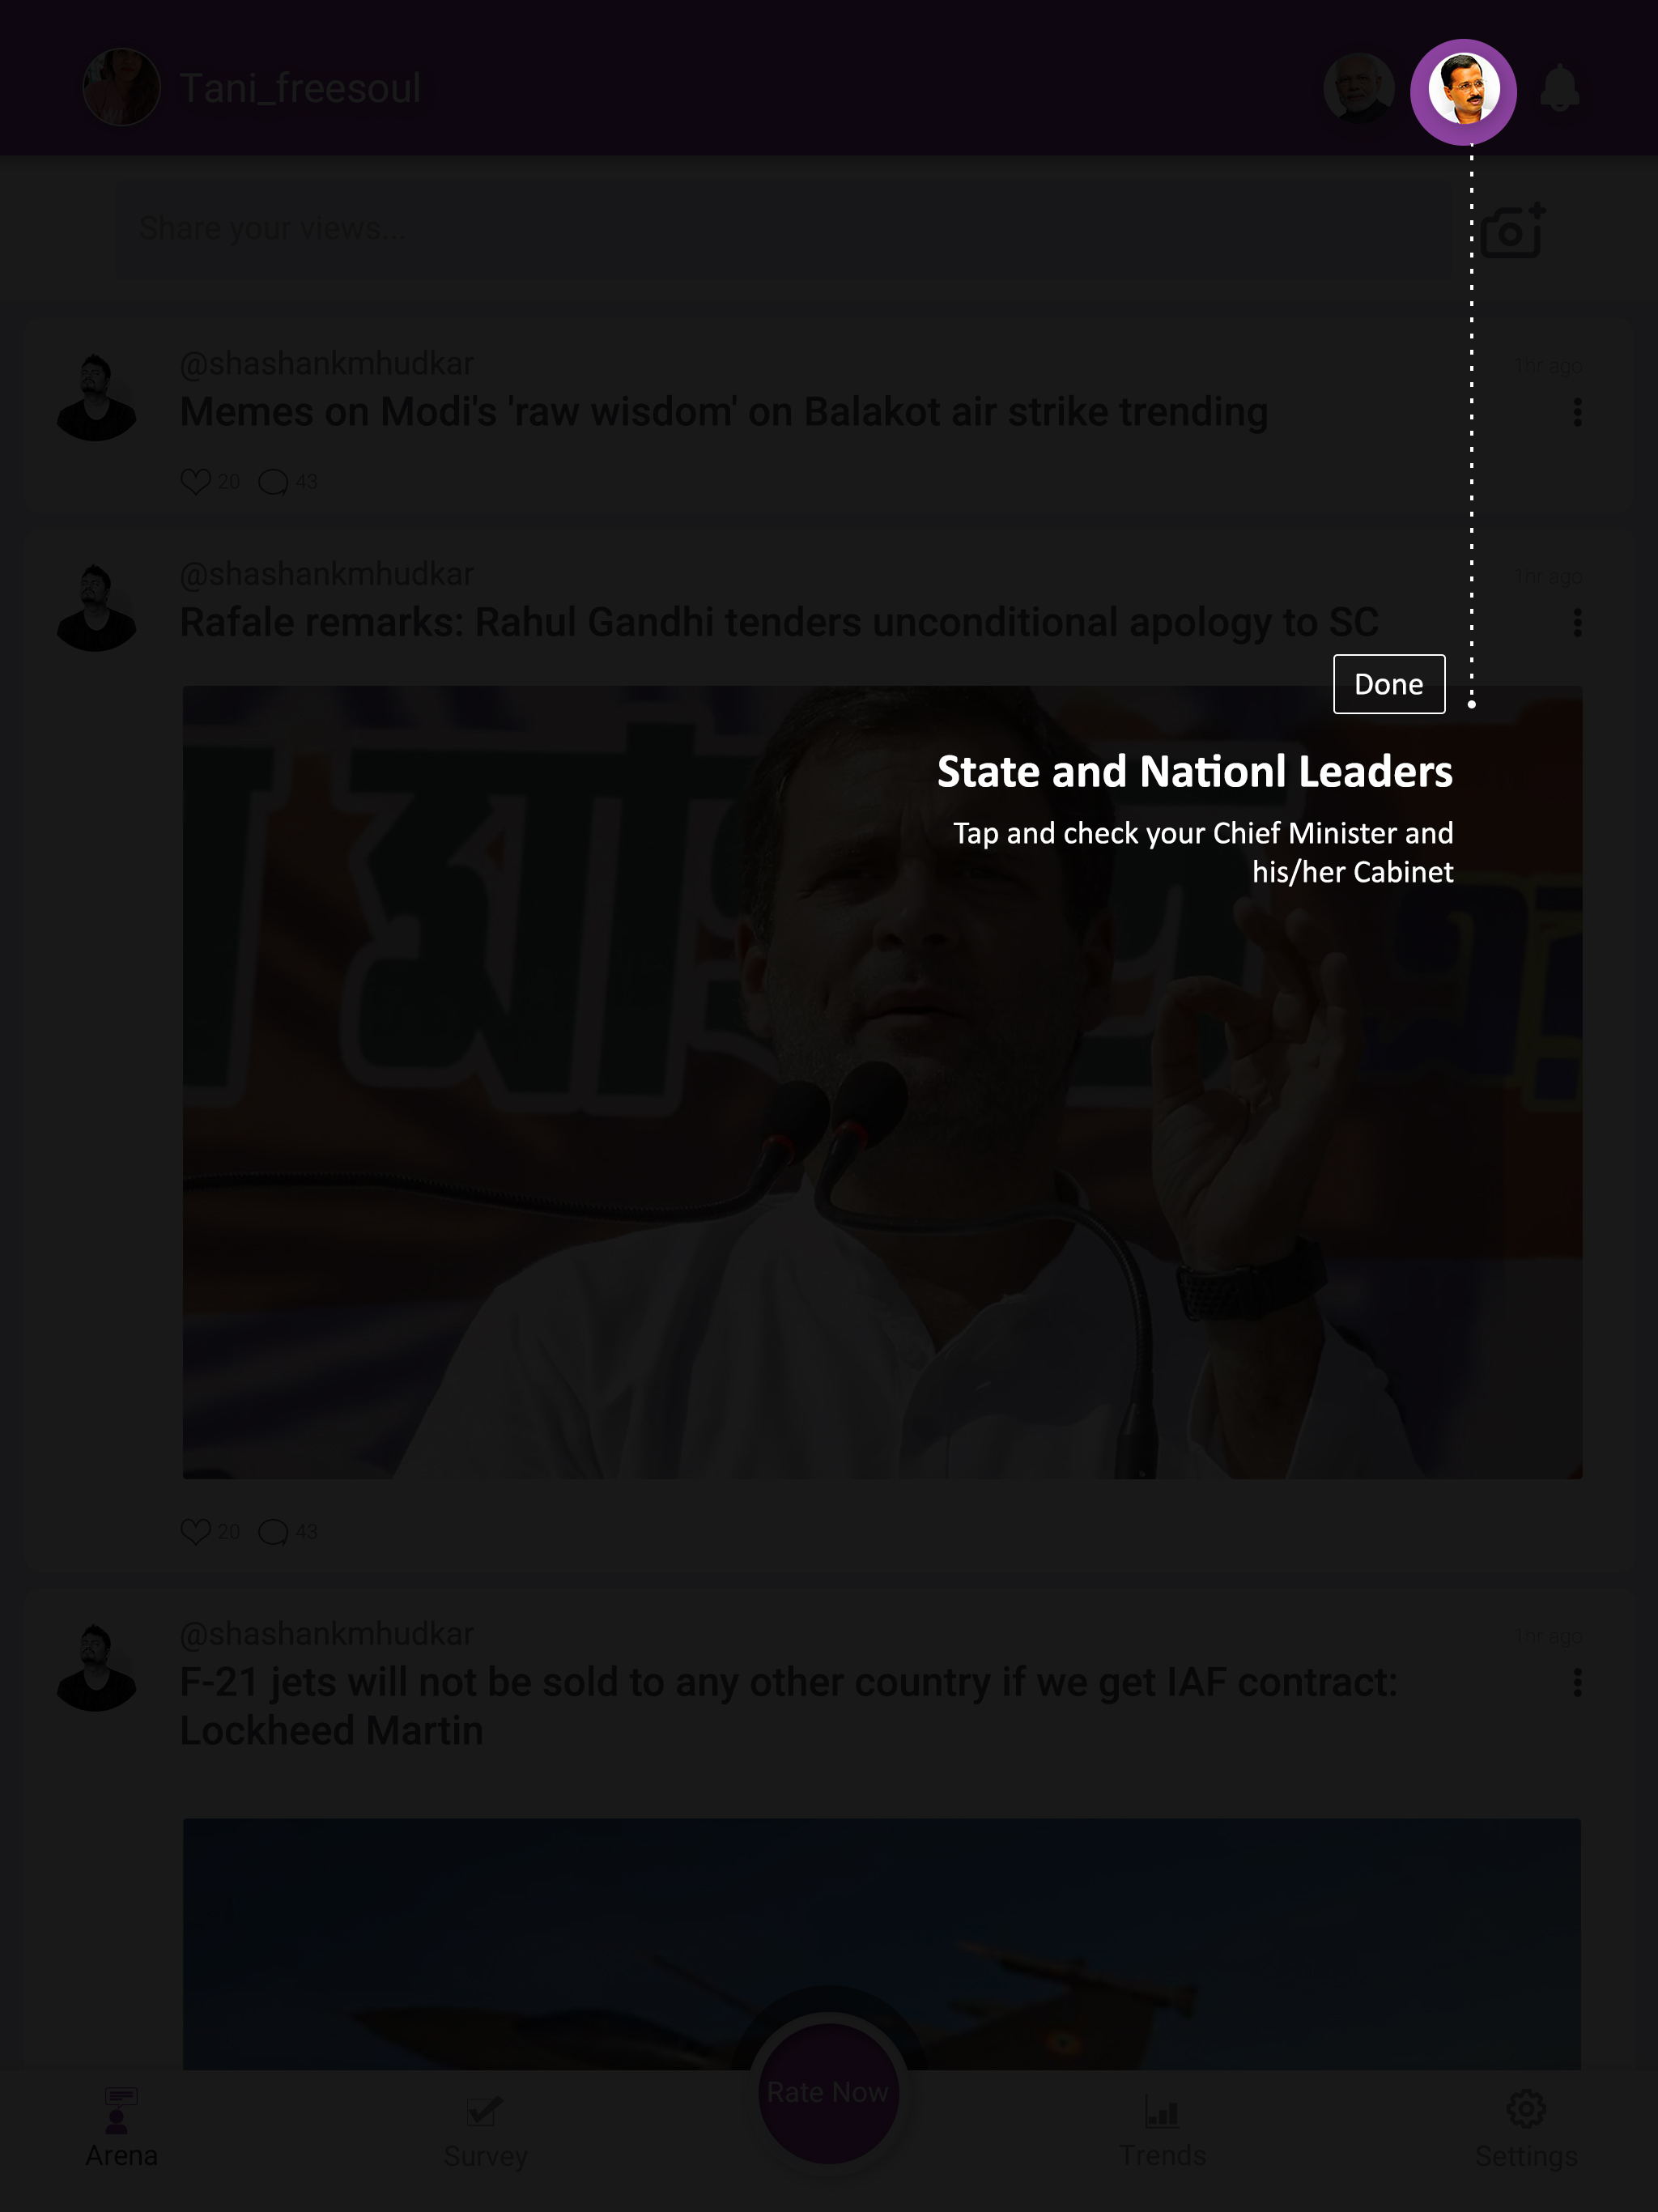 Tani_freesoul
Share your views...
@shashankmhudkar
1hr ago
Memes on Modi's 'raw wisdom' on Balakot air strike trending
20 43
@shashankmhudkar
1hr ago
Rafale remarks: Rahul Gandhi tenders unconditional apology to SC
Done
State and Nationl Leaders
Tap and check your Chief Minister and
his/her Cabinet
20 43
@shashankmhudkar
1hr ago
F-21 jets will not be sold to any other country if we get IAF contract:
Lockheed Martin
Rate Now
Arena
Survey
Trends
Settings